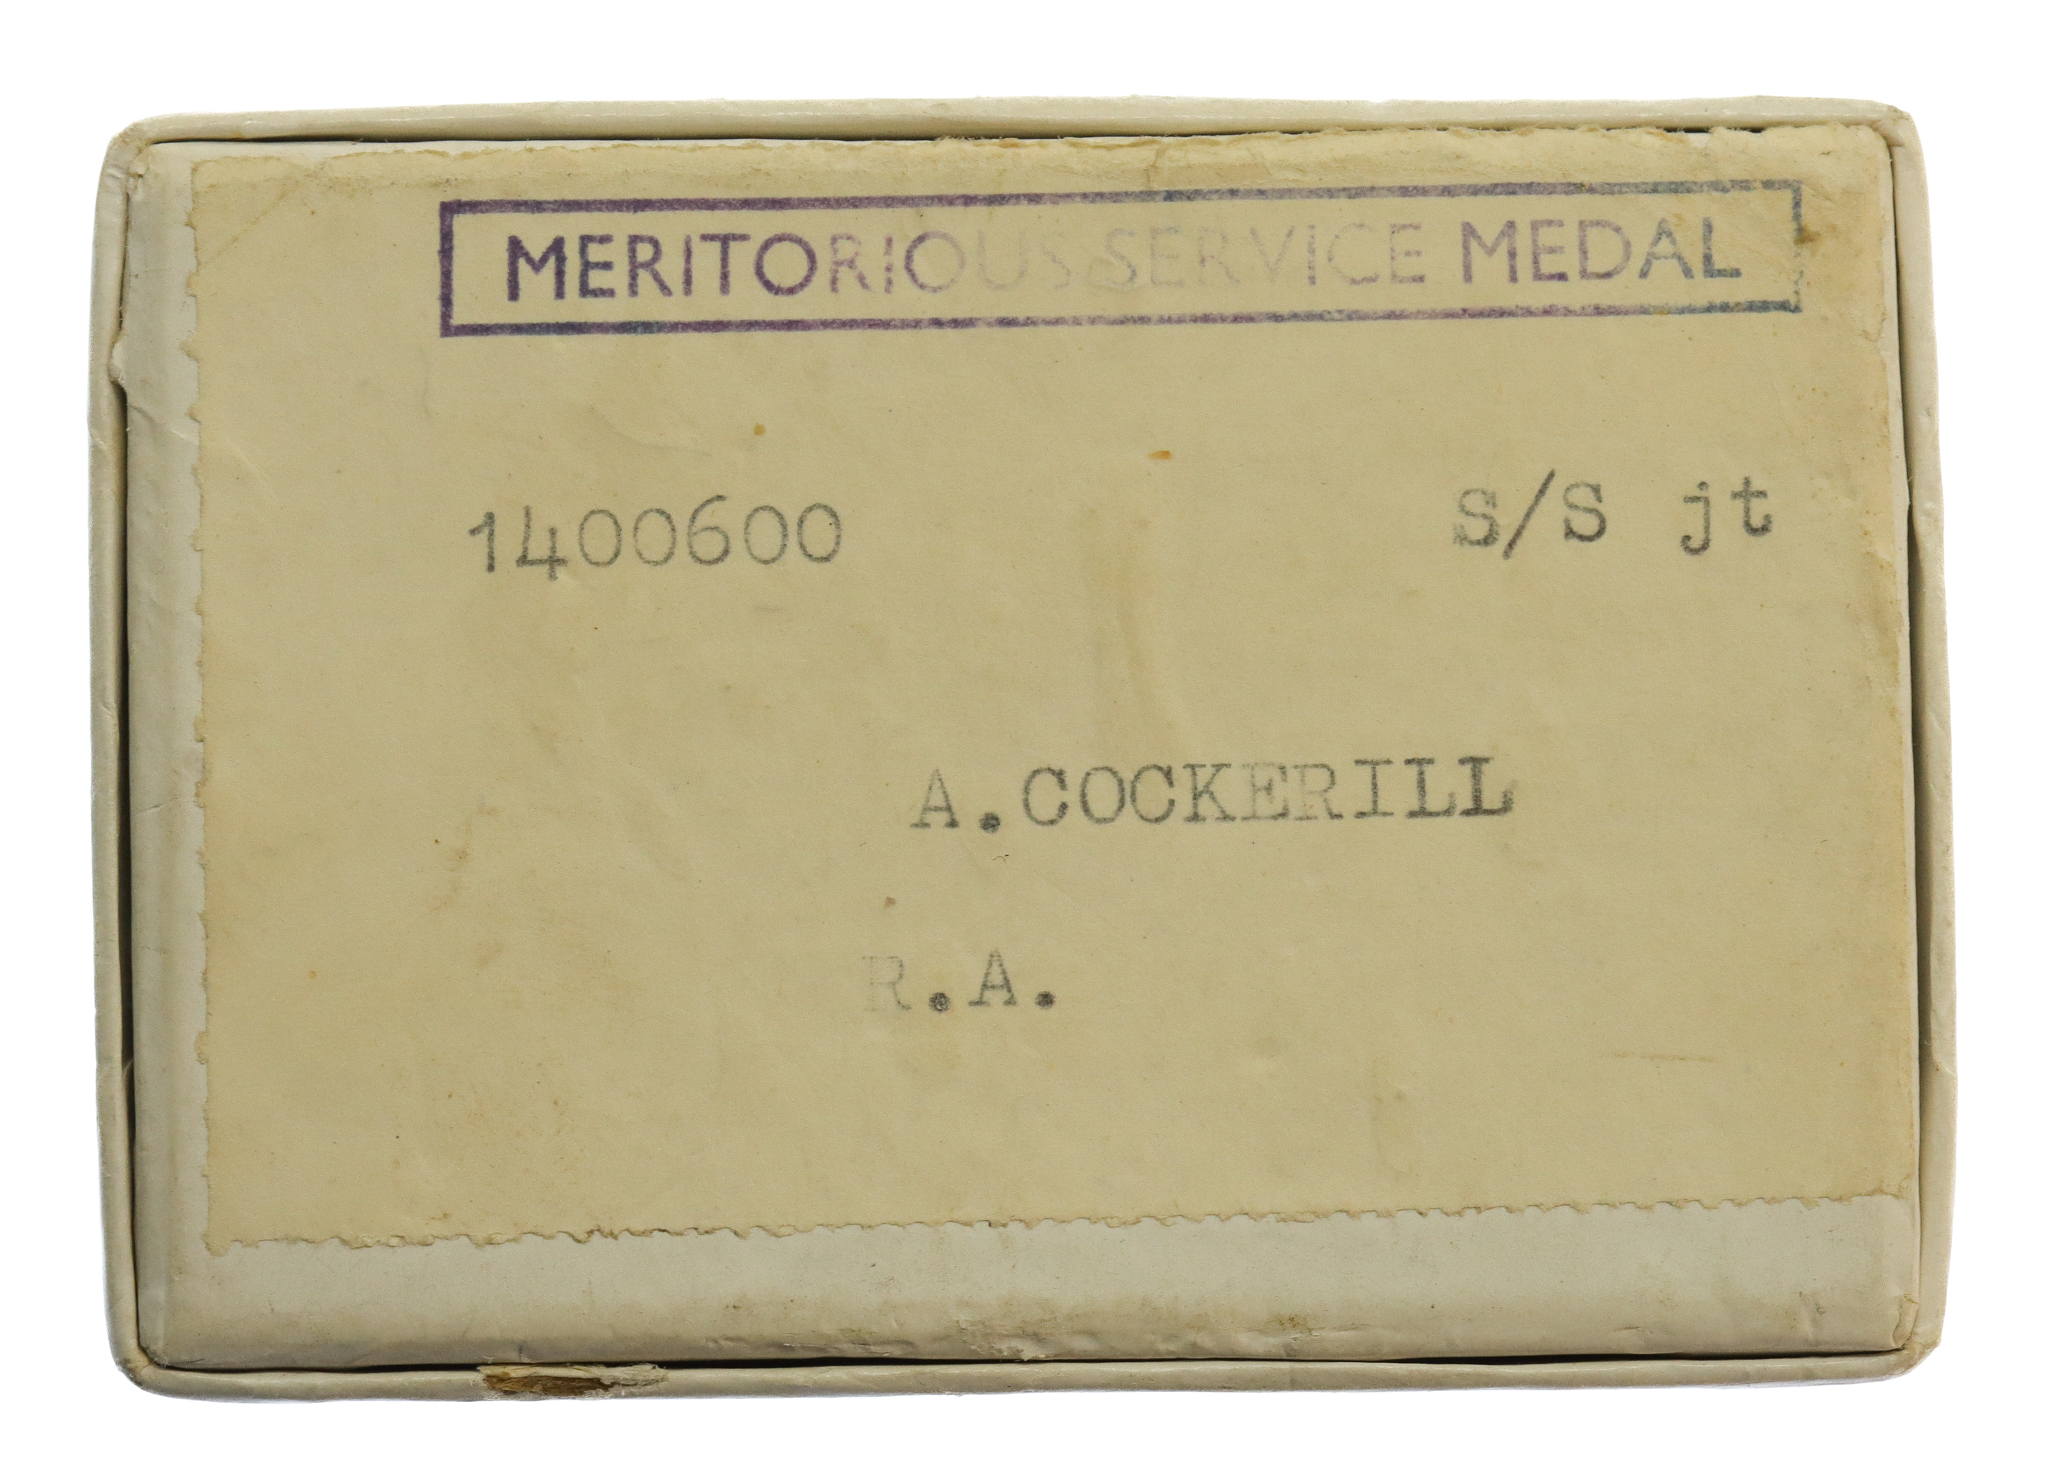 MERITORIOUS SERVICE MEDAL
1400600 S/S jt
A.COCKERILL
R.A.